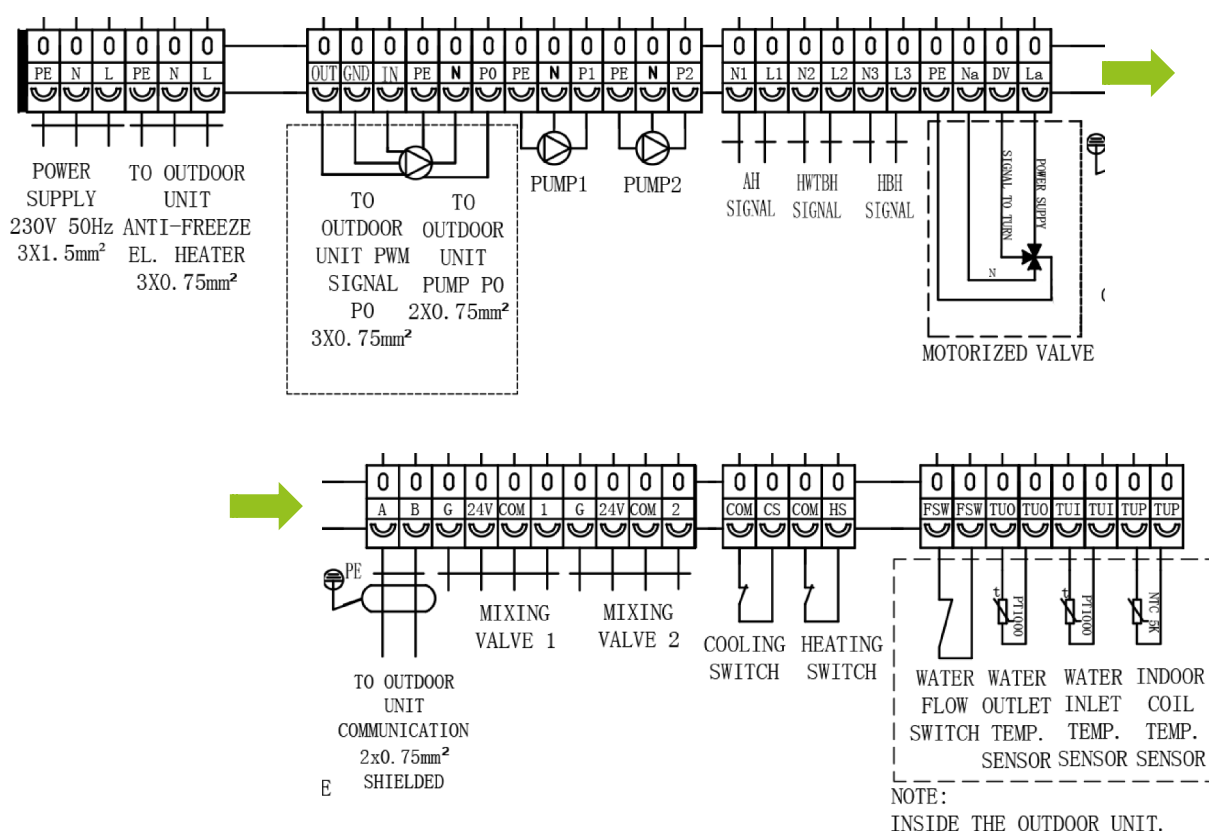 0 0 0 0 0 0 0 0 0 0 0 0 0 0 0 0 0 0 0 0 0 0 0 0 0 0 0 0
PE N L PE N L OUT GND IN PE N P0 PE N P1 PE N P2 N1 L1 N2 L2 N3 L3 PE Na DV La
POWER
SUPPLY
230V 50Hz
3X1.5mm²
TO OUTDOOR
UNIT
ANTI-FREEZE
EL. HEATER
3X0.75mm²
TO
OUTDOOR
UNIT PWM
SIGNAL
P0
3X0.75mm²
TO
OUTDOOR
UNIT
PUMP P0
2X0.75mm²
PUMP1
PUMP2
AH
SIGNAL
HWTBH
SIGNAL
HBH
SIGNAL
SIGNAL TO TURN
POWER SUPPY
N
MOTORIZED VALVE
0 0 0 0 0 0 0 0 0 0 0 0 0 0 0 0 0 0 0 0 0 0
A B G 24V COM 1 G 24V COM 2 COM CS COM HS FSW FSW TUO TUO TUI TUI TUP TUP
PE
TO OUTDOOR
UNIT
COMMUNICATION
2x0.75mm²
SHIELDED
E
MIXING
VALVE 1
MIXING
VALVE 2
COOLING
SWITCH
HEATING
SWITCH
t
PT1000
t
PT1000
NTC 5K
WATER
FLOW
SWITCH
WATER
OUTLET
TEMP.
SENSOR
WATER
INLET
TEMP.
SENSOR
INDOOR
COIL
TEMP.
SENSOR
NOTE:
INSIDE THE OUTDOOR UNIT.